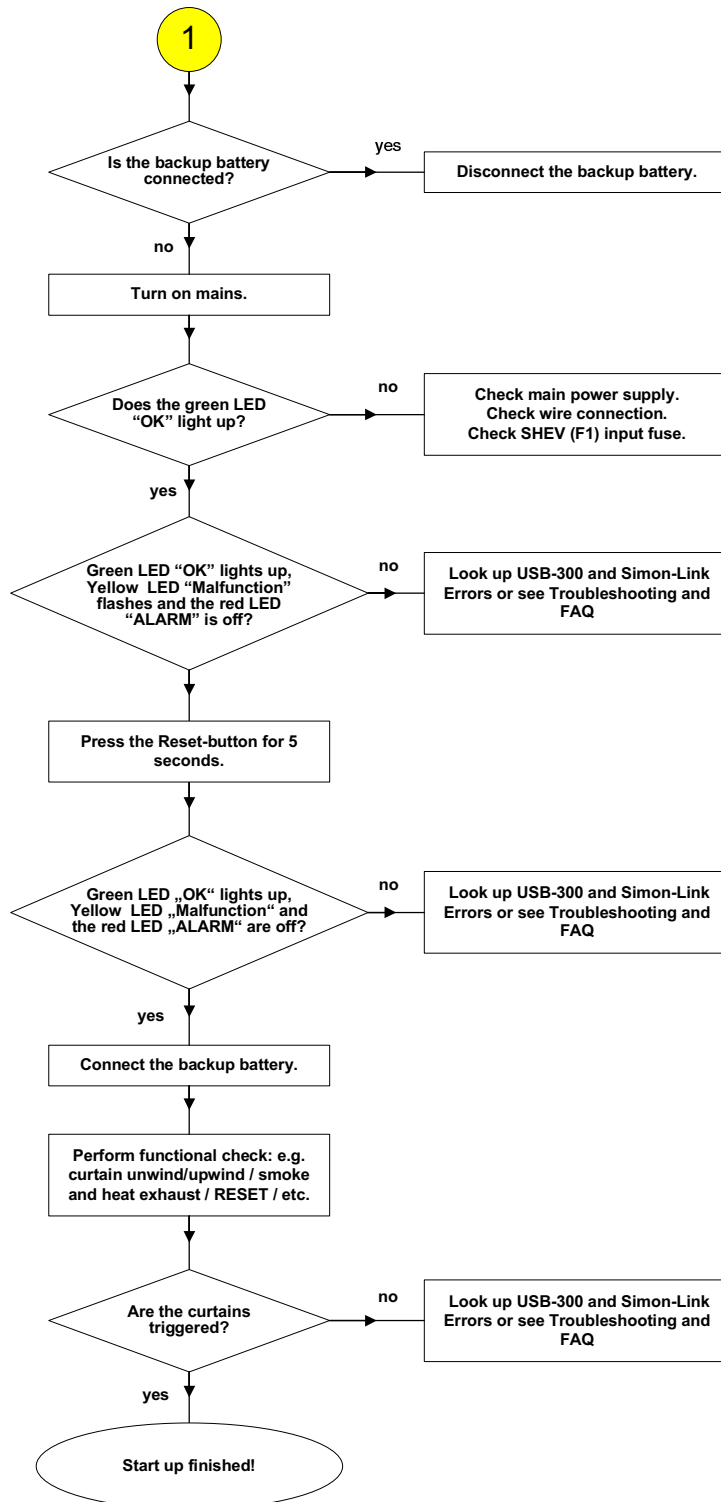 1
Is the backup battery
connected?
yes
Disconnect the backup battery.
no
Turn on mains.
Does the green LED
“OK” light up?
no
Check main power supply.
Check wire connection.
Check SHEV (F1) input fuse.
yes
Green LED “OK” lights up,
Yellow LED “Malfunction”
flashes and the red LED
“ALARM” is off?
no
Look up USB-300 and Simon-Link
Errors or see Troubleshooting and
FAQ
Press the Reset-button for 5
seconds.
Green LED „OK“ lights up,
Yellow LED „Malfunction“ and
the red LED „ALARM“ are off?
no
Look up USB-300 and Simon-Link
Errors or see Troubleshooting and
FAQ
yes
Connect the backup battery.
Perform functional check: e.g.
curtain unwind/upwind / smoke
and heat exhaust / RESET / etc.
Are the curtains
triggered?
no
Look up USB-300 and Simon-Link
Errors or see Troubleshooting and
FAQ
yes
Start up finished!